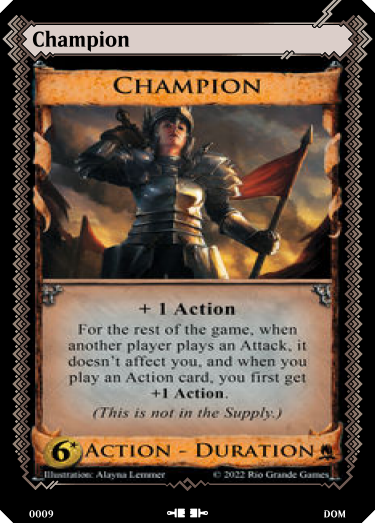 Champion
CHAMPION
+ 1 Action
For the rest of the game, when
another player plays an Attack, it
doesn't affect you, and when you
play an Action card, you first get
+1 Action.
(This is not in the Supply.)
6* ACTION - DURATION
Illustration: Alayna Lemmer © 2022 Rio Grande Games
0009 DOM